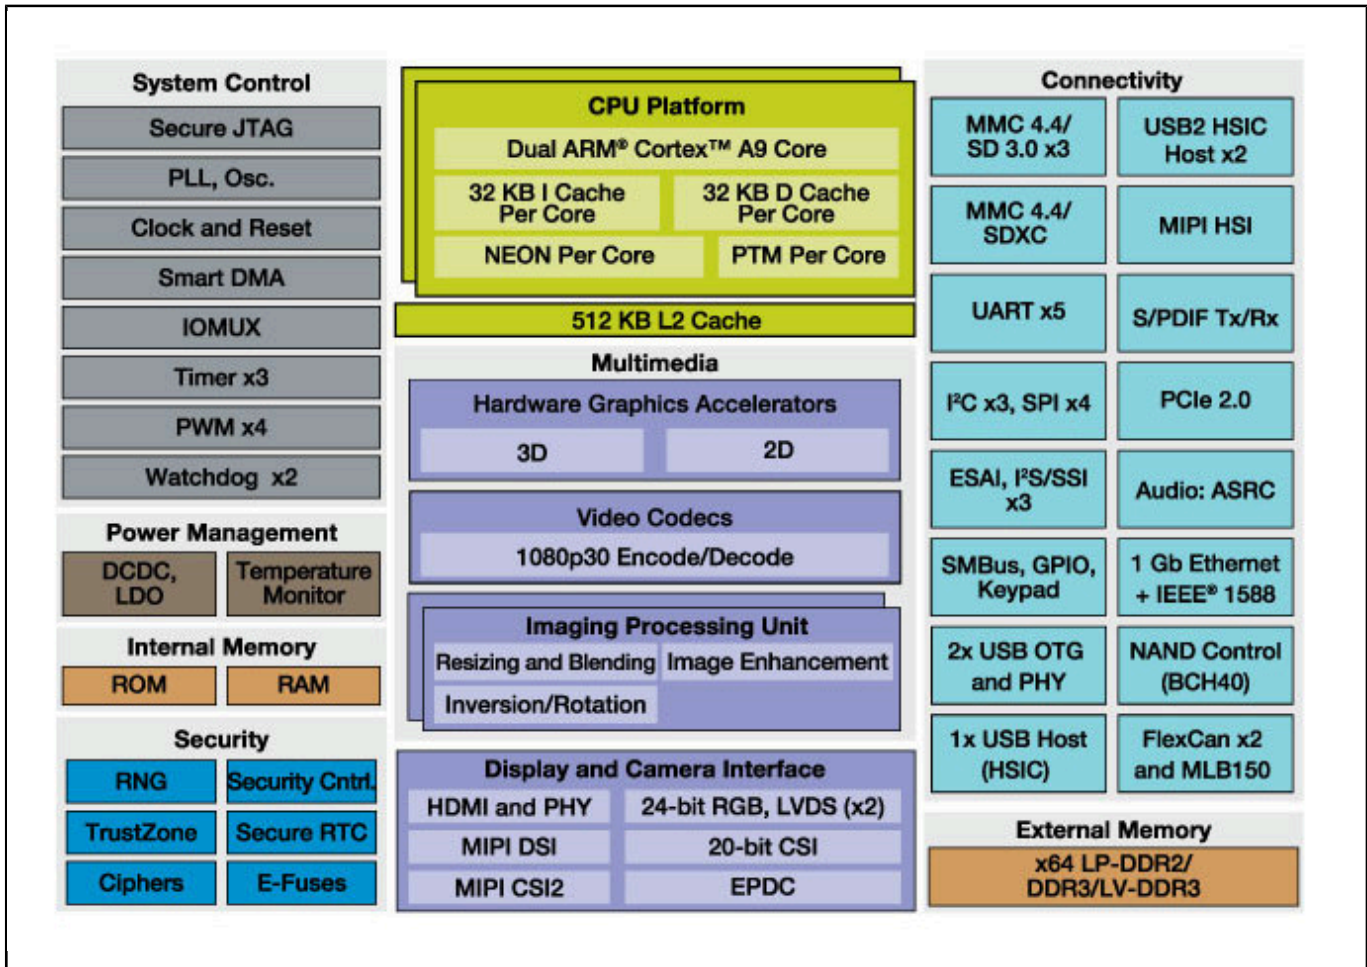 System Control
Secure JTAG
PLL, Osc.
Clock and Reset
Smart DMA
IOMUX
Timer x3
PWM x4
Watchdog x2
Power Management
DCDC,
LDO
Temperature
Monitor
Internal Memory
ROM
RAM
Security
RNG
Security Cntrl.
TrustZone
Secure RTC
Ciphers
E-Fuses
CPU Platform
Dual ARM® Cortex™ A9 Core
32 KB I Cache
Per Core
32 KB D Cache
Per Core
NEON Per Core
PTM Per Core
512 KB L2 Cache
Multimedia
Hardware Graphics Accelerators
3D
2D
Video Codecs
1080p30 Encode/Decode
Imaging Processing Unit
Resizing and Blending
Image Enhancement
Inversion/Rotation
Display and Camera Interface
HDMI and PHY
24-bit RGB, LVDS (x2)
MIPI DSI
20-bit CSI
MIPI CSI2
EPDC
Connectivity
MMC 4.4/
SD 3.0 x3
USB2 HSIC
Host x2
MMC 4.4/
SDXC
MIPI HSI
UART x5
S/PDIF Tx/Rx
I²C x3, SPI x4
PCIe 2.0
ESAI, I²S/SSI
x3
Audio: ASRC
SMBus, GPIO,
Keypad
1 Gb Ethernet
+ IEEE® 1588
2x USB OTG
and PHY
NAND Control
(BCH40)
1x USB Host
(HSIC)
FlexCan x2
and MLB150
External Memory
x64 LP-DDR2/
DDR3/LV-DDR3